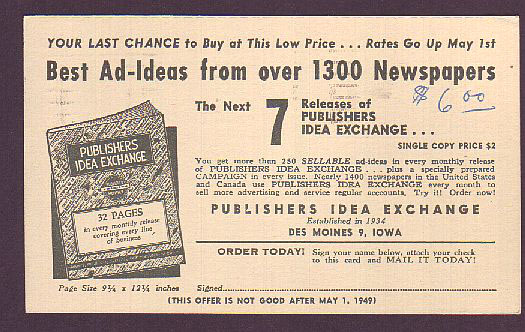 YOUR LAST CHANCE to Buy at This Low Price . . . Rates Go Up May 1st
Best Ad-Ideas from over 1300 Newspapers
The Next 7 Releases of
PUBLISHERS
IDEA EXCHANGE . . .
$ 6.00
SINGLE COPY PRICE $2
PUBLISHERS
IDEA EXCHANGE
32 PAGES
in every monthly release
covering every line
of business
Page Size 9¼ x 12¼ inches
You get more than 250 SELLABLE ad-ideas in every monthly release
of PUBLISHERS IDEA EXCHANGE . . . plus a specially prepared
CAMPAIGN in every issue. Nearly 1400 newspapers in the United States
and Canada use PUBLISHERS IDEA EXCHANGE every month to
sell more advertising and service regular accounts. Try it! Order now!
PUBLISHERS IDEA EXCHANGE
Established in 1934
DES MOINES 9, IOWA
ORDER TODAY! Sign your name below, attach your check
to this card and MAIL IT TODAY!
Signed
(THIS OFFER IS NOT GOOD AFTER MAY 1, 1949)